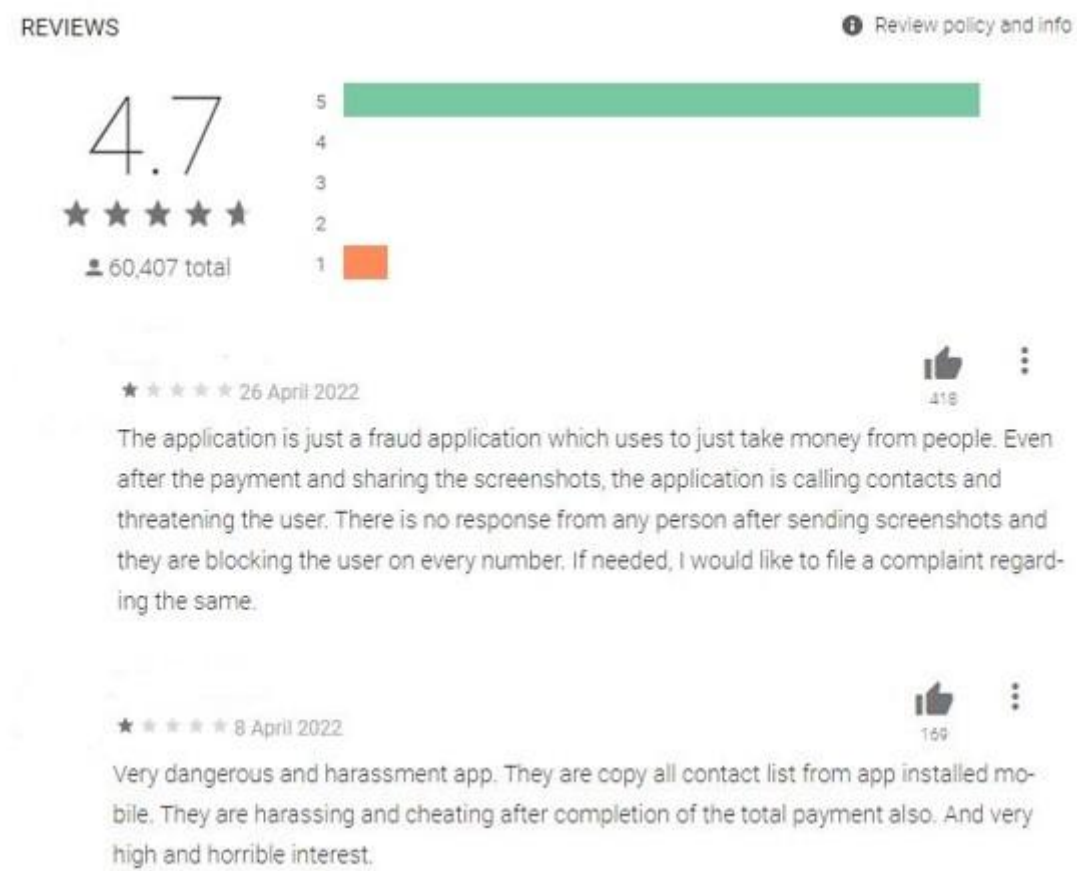 REVIEWS
Review policy and info
4.7
60,407 total
5
4
3
2
1
26 April 2022
418
The application is just a fraud application which uses to just take money from people. Even
after the payment and sharing the screenshots, the application is calling contacts and
threatening the user. There is no response from any person after sending screenshots and
they are blocking the user on every number. If needed, I would like to file a complaint regard-
ing the same.
8 April 2022
169
Very dangerous and harassment app. They are copy all contact list from app installed mo-
bile. They are harassing and cheating after completion of the total payment also. And very
high and horrible interest.